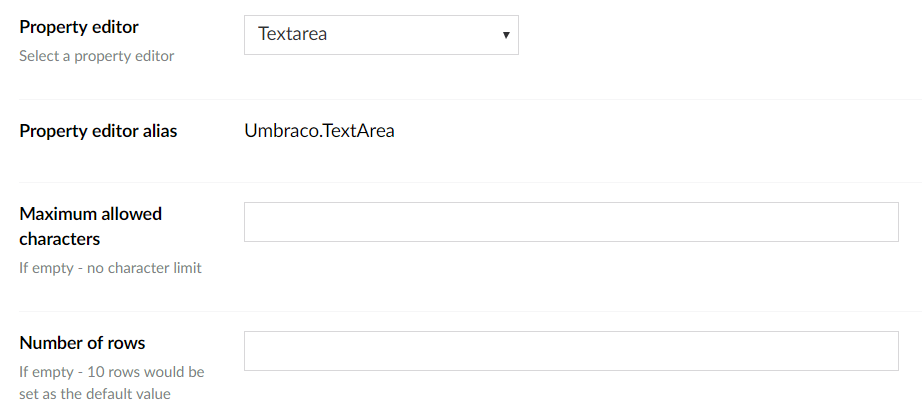 Property editor
Textarea
Select a property editor
Property editor alias
Umbraco.TextArea
Maximum allowed
characters
If empty - no character limit
Number of rows
If empty - 10 rows would be
set as the default value